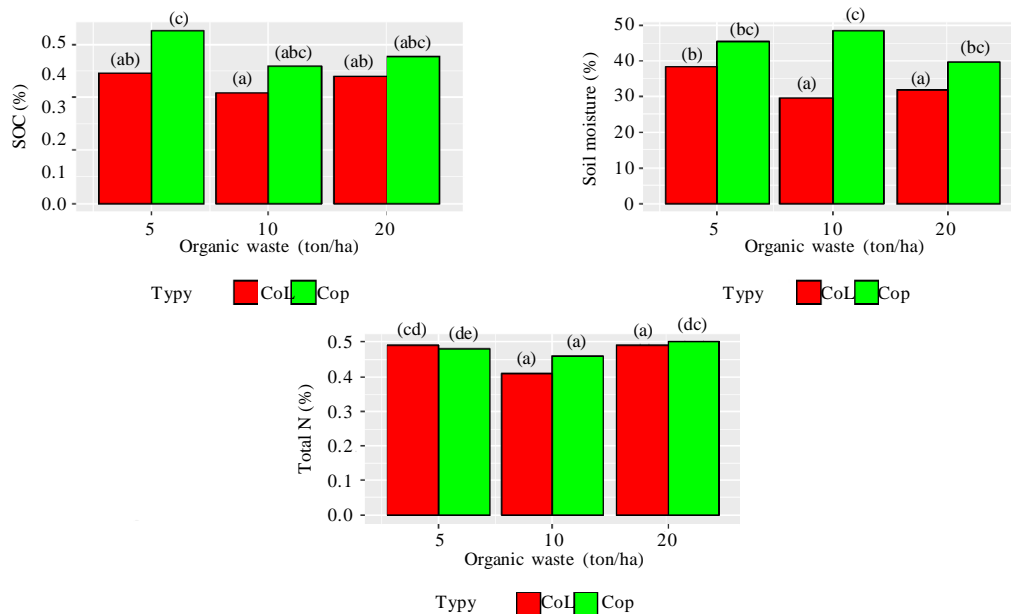 (c)
(ab)
(abc)
(ab)
(abc)
(a)
0.5
0.4
0.3
0.1
0.0
SOC (%)
5 10 20
Organic waste (ton/ha)
Typy CoL Cop
(c)
(bc)
(b)
(bc)
(a)
(a)
50
40
30
20
10
0
Soil moisture (%)
5 10 20
Organic waste (ton/ha)
Typy CoL Cop
(cd) (de) (a) (a) (a) (dc)
0.5
0.4
0.3
0.2
0.1
0.0
Total N (%)
5 10 20
Organic waste (ton/ha)
Typy CoL Cop